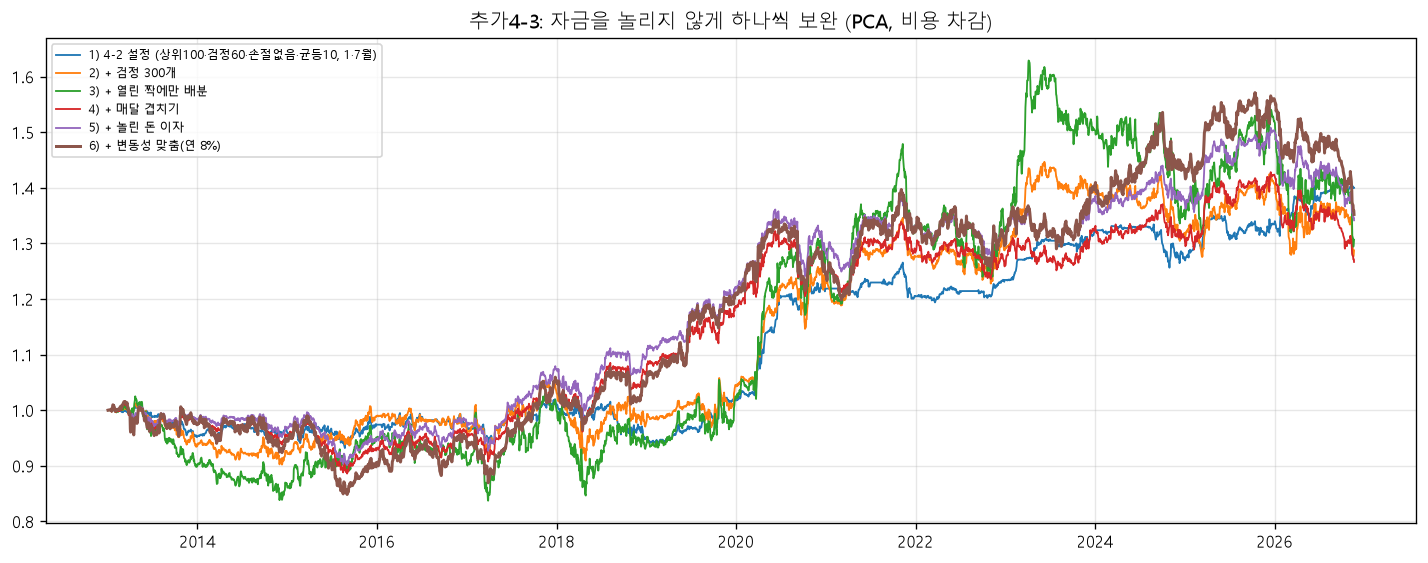 추가4-3: 자금을 놀리지 않게 하나씩 보완 (PCA, 비용 차감)
1) 4-2 설정 (상위100·검정60·손절없음·균등10, 1·7월)
2) + 검정 300개
3) + 열린 짝에만 배분
4) + 매달 겹치기
5) + 놀린 돈 이자
6) + 변동성 맞춤(연 8%)
1.6
1.5
1.4
1.3
1.2
1.1
1.0
0.9
0.8
2014
2016
2018
2020
2022
2024
2026